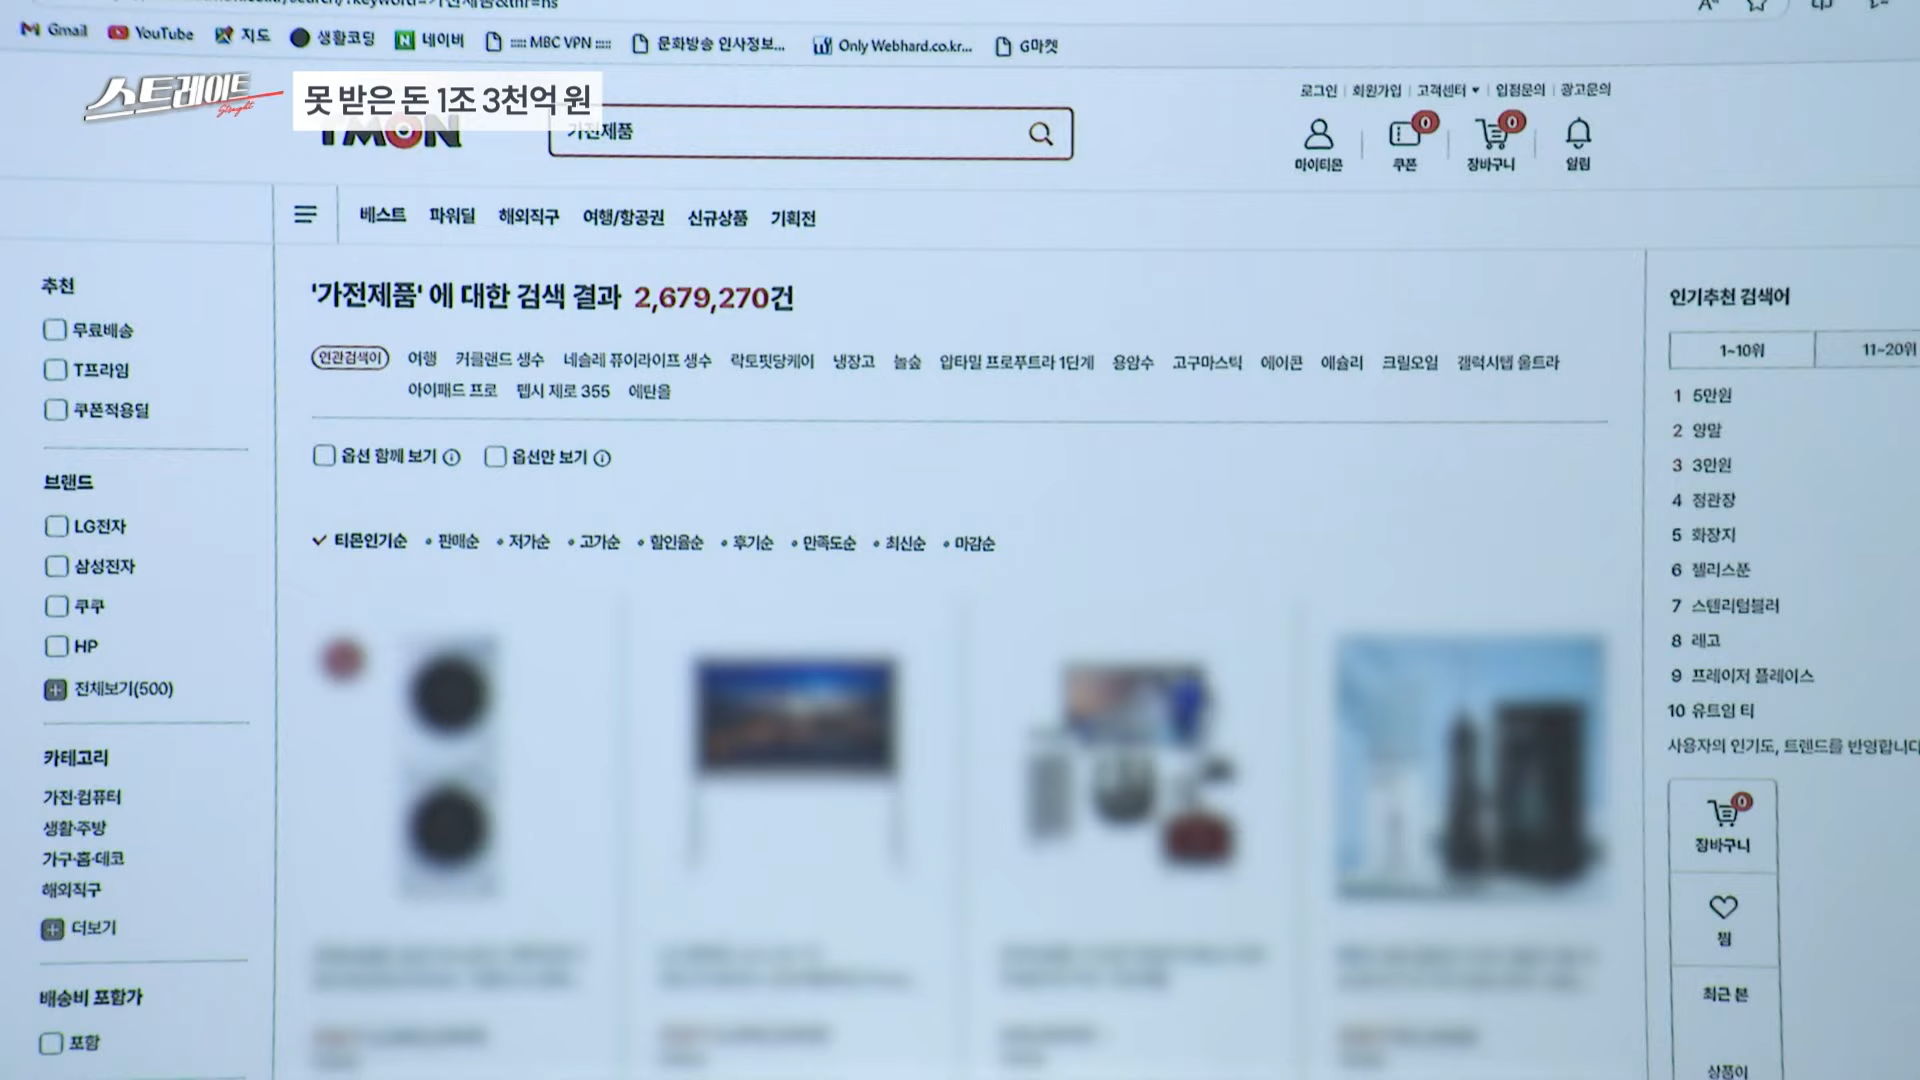 Gmail YouTube 지도 생활코딩 네이버 ::::: MBC VPN ::::: 문화방송 인사정보... Only Webhard.co.kr... G마켓
스트레이트
Straight
못 받은 돈 1조 3천억 원
로그인 회원가입 고객센터 입점문의 광고문의
TMON
가전제품
0 0
마이티몬 쿠폰 장바구니 알림
베스트 파워딜 해외직구 여행/항공권 신규상품 기획전
추천
무료배송
T프라임
쿠폰적용딜
브랜드
LG전자
삼성전자
쿠쿠
HP
전체보기(500)
카테고리
가전·컴퓨터
생활·주방
가구·홈·데코
해외직구
더보기
배송비 포함가
포함
'가전제품' 에 대한 검색 결과 2,679,270건
연관검색어 여행 커클랜드 생수 네슬레 퓨어라이프 생수 락토핏당케이 냉장고 놀숲 압타밀 프로푸트라 1단계 용암수 고구마스틱 에이콘 애슐리 크릴오일 갤럭시탭 울트라
아이패드 프로 펩시 제로 355 에탄올
옵션 함께 보기 옵션만 보기
티몬인기순 판매순 저가순 고가순 할인율순 후기순 만족도순 최신순 마감순
인기추천 검색어
1~10위 11~20위
1 5만원
2 양말
3 3만원
4 정관장
5 화장지
6 젤리스푼
7 스텐리텀블러
8 레고
9 프레이저 플레이스
10 유트임 티
사용자의 인기도, 트렌드를 반영합니다
0
장바구니
찜
최근 본
상품이